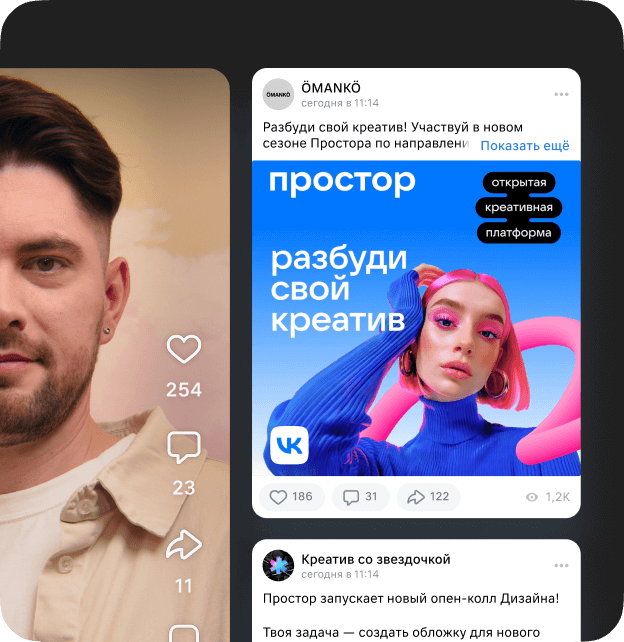 254
23
11
ÖMANKÖ
ÖMANKÖ
сегодня в 11:14
Разбуди свой креатив! Участвуй в новом
сезоне Простора по направлени Показать ещё
простор
открытая
креативная
платформа
разбуди
свой
креатив
VK
186
31
122
1,2K
Креатив со звездочкой
сегодня в 11:14
Простор запускает новый опен-колл Дизайна!
Твоя задача — создать обложку для нового